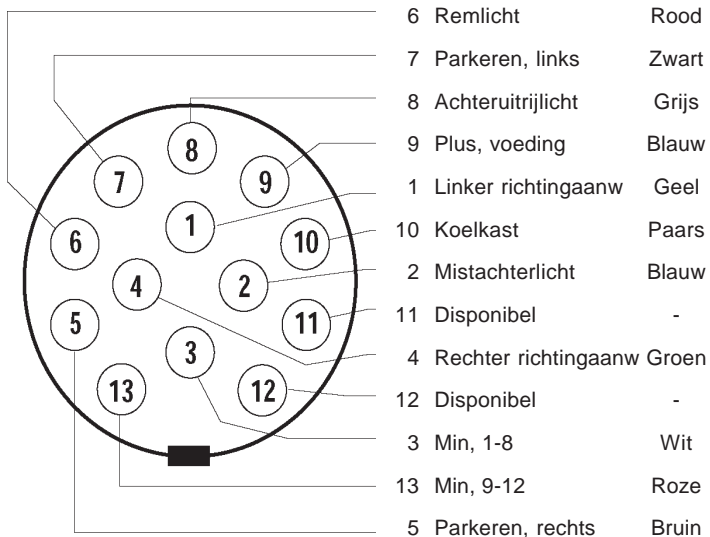 6 Remlicht Rood
7 Parkeren, links Zwart
8 Achteruitrijlicht Grijs
9 Plus, voeding Blauw
1 Linker richtingaanw Geel
10 Koelkast Paars
2 Mistachterlicht Blauw
11 Disponibel -
4 Rechter richtingaanw Groen
12 Disponibel -
3 Min, 1-8 Wit
13 Min, 9-12 Roze
5 Parkeren, rechts Bruin
8
7
9
1
6
10
4
2
5
11
3
13
12